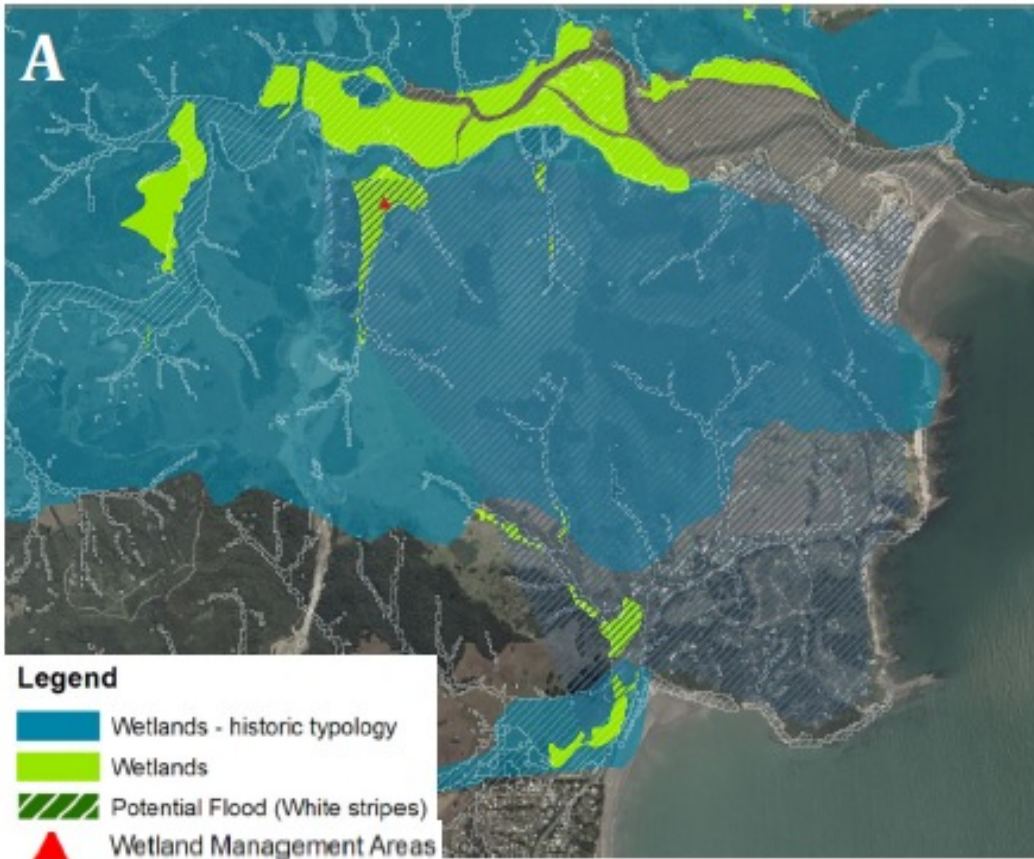 A
Legend
Wetlands - historic typology
Wetlands
Potential Flood (White stripes)
Wetland Management Areas